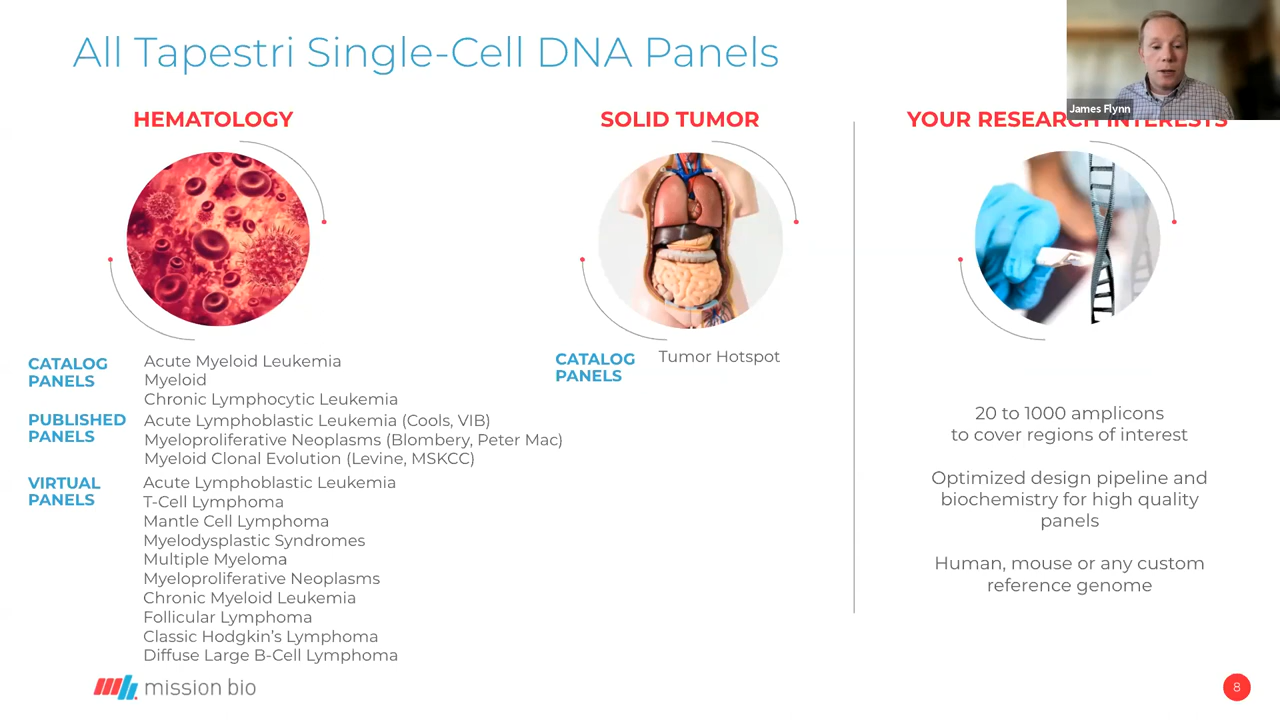 All Tapestri Single-Cell DNA Panels
James Flynn
HEMATOLOGY
SOLID TUMOR
YOUR RESEARCH INTERESTS
CATALOG
PANELS
Acute Myeloid Leukemia
Myeloid
Chronic Lymphocytic Leukemia
PUBLISHED
PANELS
Acute Lymphoblastic Leukemia (Cools, VIB)
Myeloproliferative Neoplasms (Blombery, Peter Mac)
Myeloid Clonal Evolution (Levine, MSKCC)
VIRTUAL
PANELS
Acute Lymphoblastic Leukemia
T-Cell Lymphoma
Mantle Cell Lymphoma
Myelodysplastic Syndromes
Multiple Myeloma
Myeloproliferative Neoplasms
Chronic Myeloid Leukemia
Follicular Lymphoma
Classic Hodgkin's Lymphoma
Diffuse Large B-Cell Lymphoma
CATALOG
PANELS
Tumor Hotspot
20 to 1000 amplicons
to cover regions of interest
Optimized design pipeline and
biochemistry for high quality
panels
Human, mouse or any custom
reference genome
mission bio
8